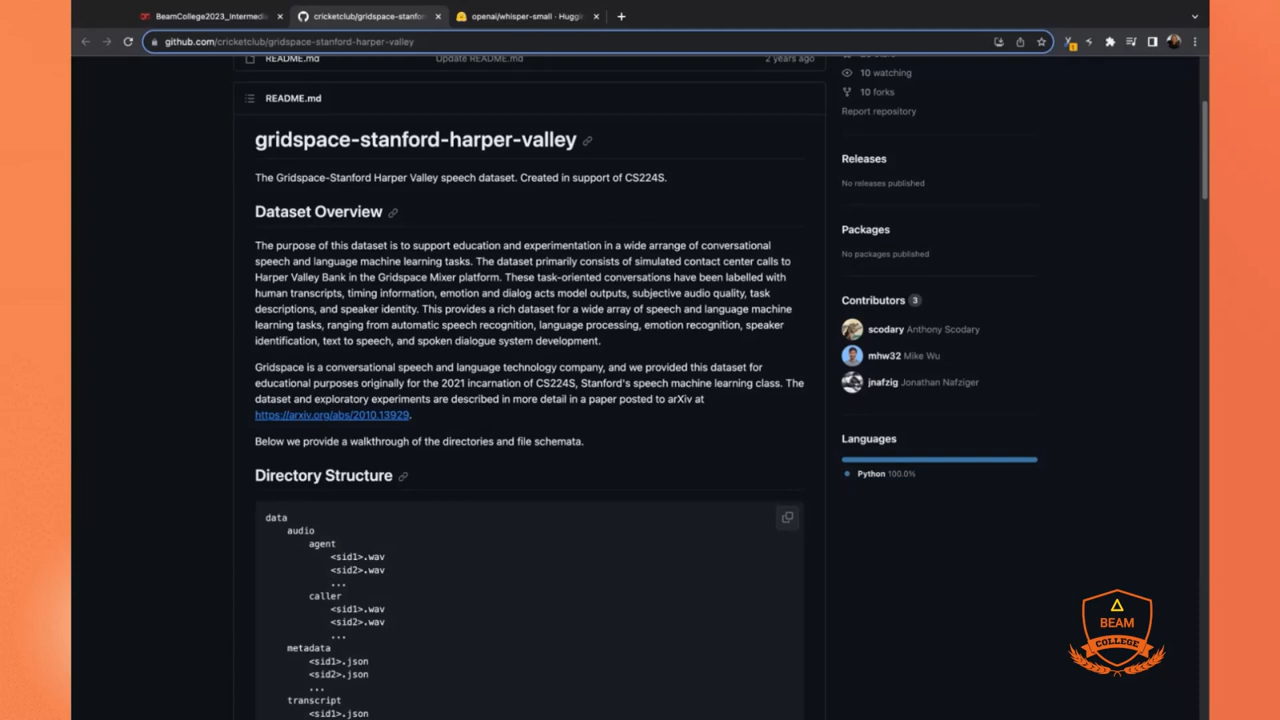 BeamCollege2023_Intermedi
cricketclub/gridspace-stanfor
openai/whisper-small · Huggi
github.com/cricketclub/gridspace-stanford-harper-valley
README.md
Update README.md
2 years ago
10 watching
10 forks
Report repository
README.md
gridspace-stanford-harper-valley
The Gridspace-Stanford Harper Valley speech dataset. Created in support of CS224S.
Dataset Overview
The purpose of this dataset is to support education and experimentation in a wide arrange of conversational
speech and language machine learning tasks. The dataset primarily consists of simulated contact center calls to
Harper Valley Bank in the Gridspace Mixer platform. These task-oriented conversations have been labelled with
human transcripts, timing information, emotion and dialog acts model outputs, subjective audio quality, task
descriptions, and speaker identity. This provides a rich dataset for a wide array of speech and language machine
learning tasks, ranging from automatic speech recognition, language processing, emotion recognition, speaker
identification, text to speech, and spoken dialogue system development.
Gridspace is a conversational speech and language technology company, and we provided this dataset for
educational purposes originally for the 2021 incarnation of CS224S, Stanford's speech machine learning class. The
dataset and exploratory experiments are described in more detail in a paper posted to arXiv at
https://arxiv.org/abs/2010.13929.
Below we provide a walkthrough of the directories and file schemata.
Directory Structure
data
audio
agent
<sid1>.wav
<sid2>.wav
...
caller
<sid1>.wav
<sid2>.wav
...
metadata
<sid1>.json
<sid2>.json
...
transcript
<sid1>.json
Releases
No releases published
Packages
No packages published
Contributors 3
scodary Anthony Scodary
mhw32 Mike Wu
jnafzig Jonathan Nafziger
Languages
Python 100.0%
BEAM
COLLEGE